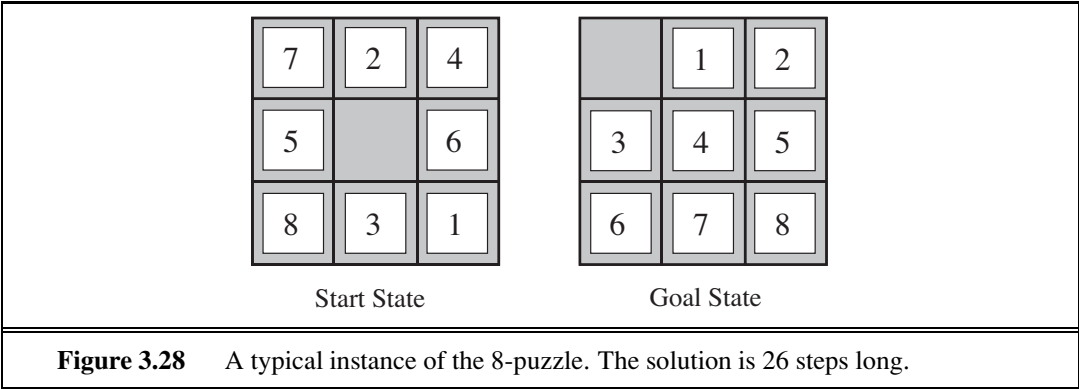 7 2 4 1 2
5 6 3 4 5
8 3 1 6 7 8
Start State Goal State
Figure 3.28 A typical instance of the 8-puzzle. The solution is 26 steps long.